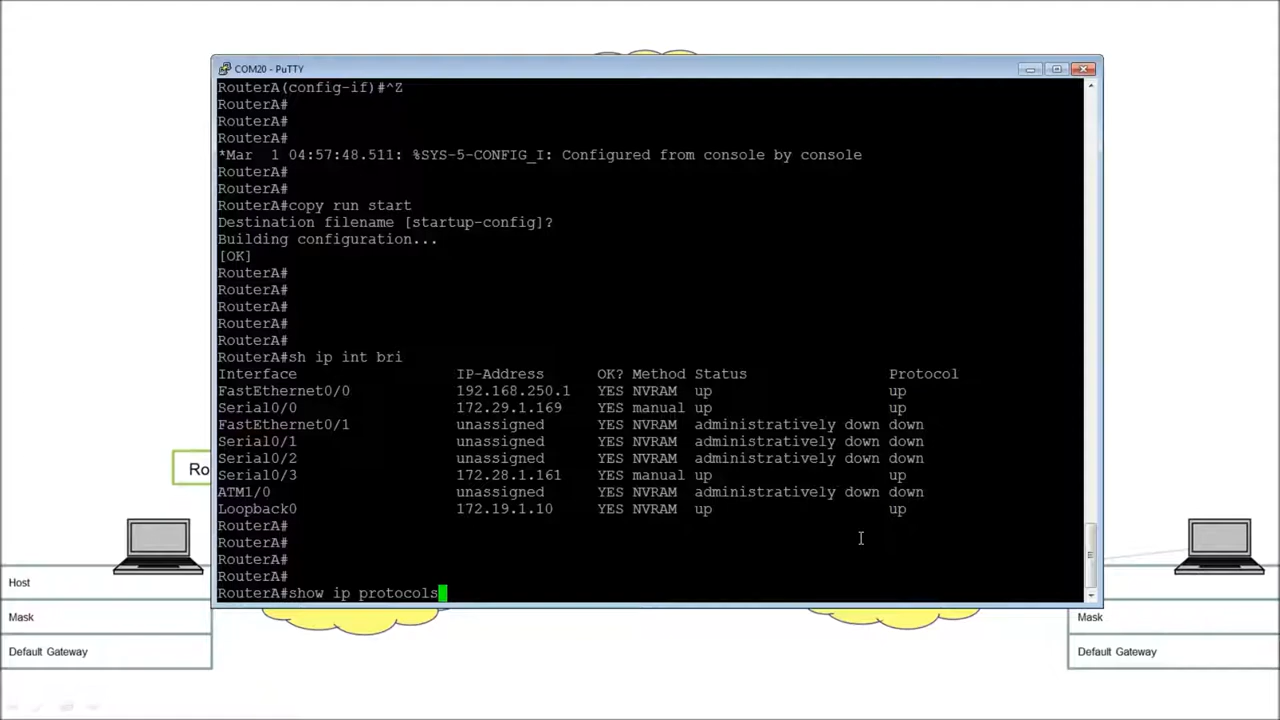 COM20 - PuTTY
RouterA(config-if)#^Z
RouterA#
RouterA#
RouterA#
*Mar  1 04:57:48.511: %SYS-5-CONFIG_I: Configured from console by console
RouterA#
RouterA#
RouterA#copy run start
Destination filename [startup-config]?
Building configuration...
[OK]
RouterA#
RouterA#
RouterA#
RouterA#
RouterA#
RouterA#sh ip int bri
Interface                  IP-Address      OK? Method Status                Protocol
FastEthernet0/0            192.168.250.1   YES NVRAM  up                    up
Serial0/0                  172.29.1.169    YES manual up                    up
FastEthernet0/1            unassigned      YES NVRAM  administratively down down
Serial0/1                  unassigned      YES NVRAM  administratively down down
Serial0/2                  unassigned      YES NVRAM  administratively down down
Serial0/3                  172.28.1.161    YES manual up                    up
ATM1/0                     unassigned      YES NVRAM  administratively down down
Loopback0                  172.19.1.10     YES NVRAM  up                    up
RouterA#
RouterA#
RouterA#
RouterA#
RouterA#show ip protocols
Ro
Host
Mask
Default Gateway
Mask
Default Gateway